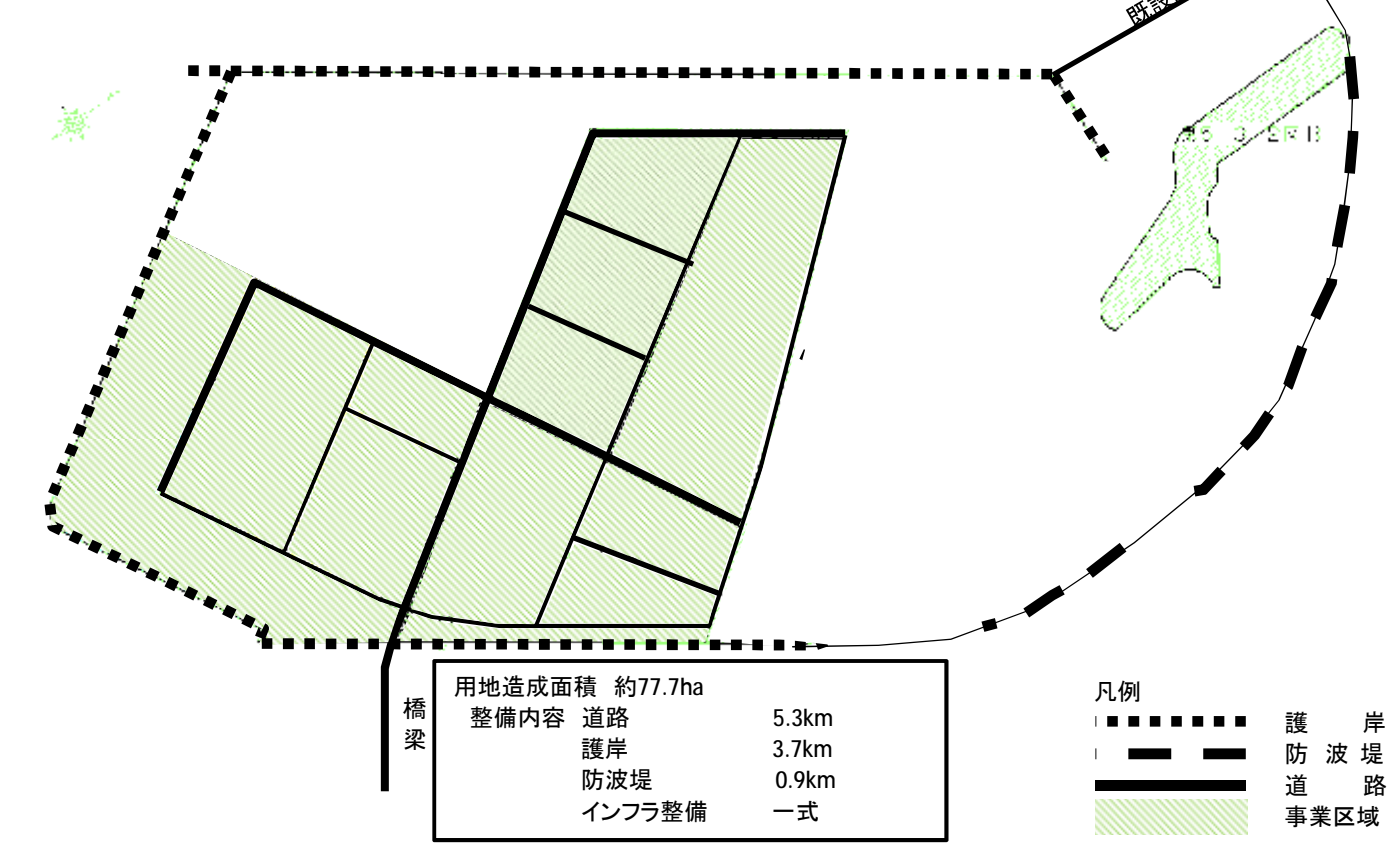 既設
橋梁
用地造成面積 約77.7ha
整備内容 道路 5.3km
護岸 3.7km
防波堤 0.9km
インフラ整備 一式
凡例
護岸
防波堤
道路
事業区域